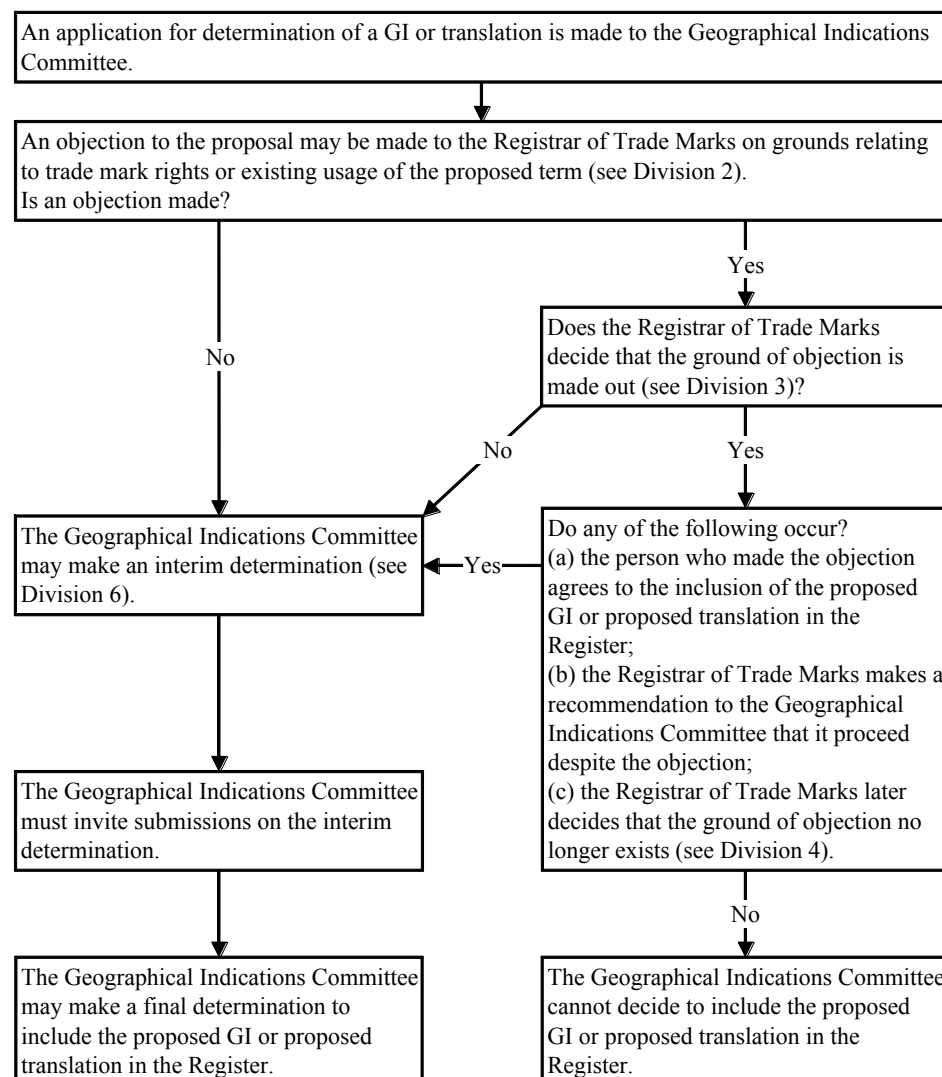 An application for determination of a GI or translation is made to the Geographical Indications
Committee.
An objection to the proposal may be made to the Registrar of Trade Marks on grounds relating
to trade mark rights or existing usage of the proposed term (see Division 2).
Is an objection made?
Yes
No
Does the Registrar of Trade Marks
decide that the ground of objection is
made out (see Division 3)?
No
Yes
The Geographical Indications Committee
may make an interim determination (see
Division 6).
Yes
Do any of the following occur?
(a) the person who made the objection
agrees to the inclusion of the proposed
GI or proposed translation in the
Register;
(b) the Registrar of Trade Marks makes a
recommendation to the Geographical
Indications Committee that it proceed
despite the objection;
(c) the Registrar of Trade Marks later
decides that the ground of objection no
longer exists (see Division 4).
The Geographical Indications Committee
must invite submissions on the interim
determination.
No
The Geographical Indications Committee
may make a final determination to
include the proposed GI or proposed
translation in the Register.
The Geographical Indications Committee
cannot decide to include the proposed
GI or proposed translation in the
Register.